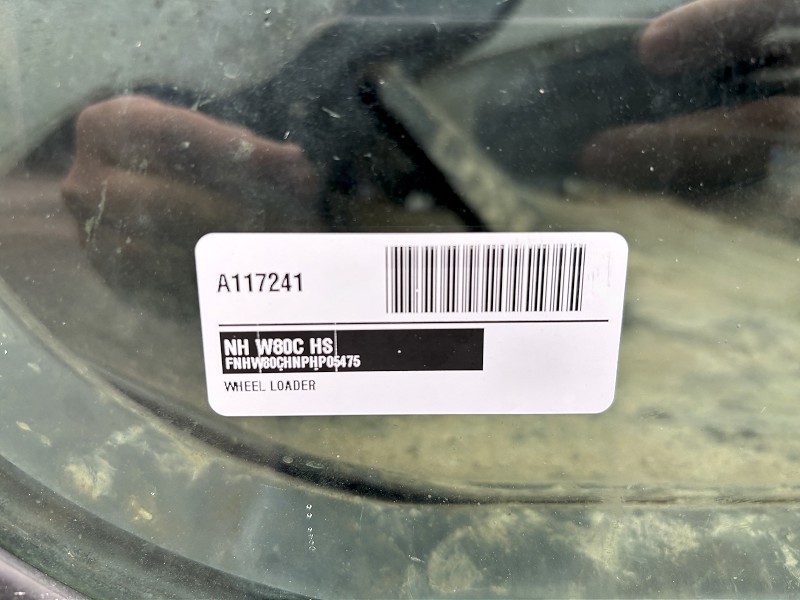 A117241
NH W80C HS
FNHW80CHNPHP05475
WHEEL LOADER